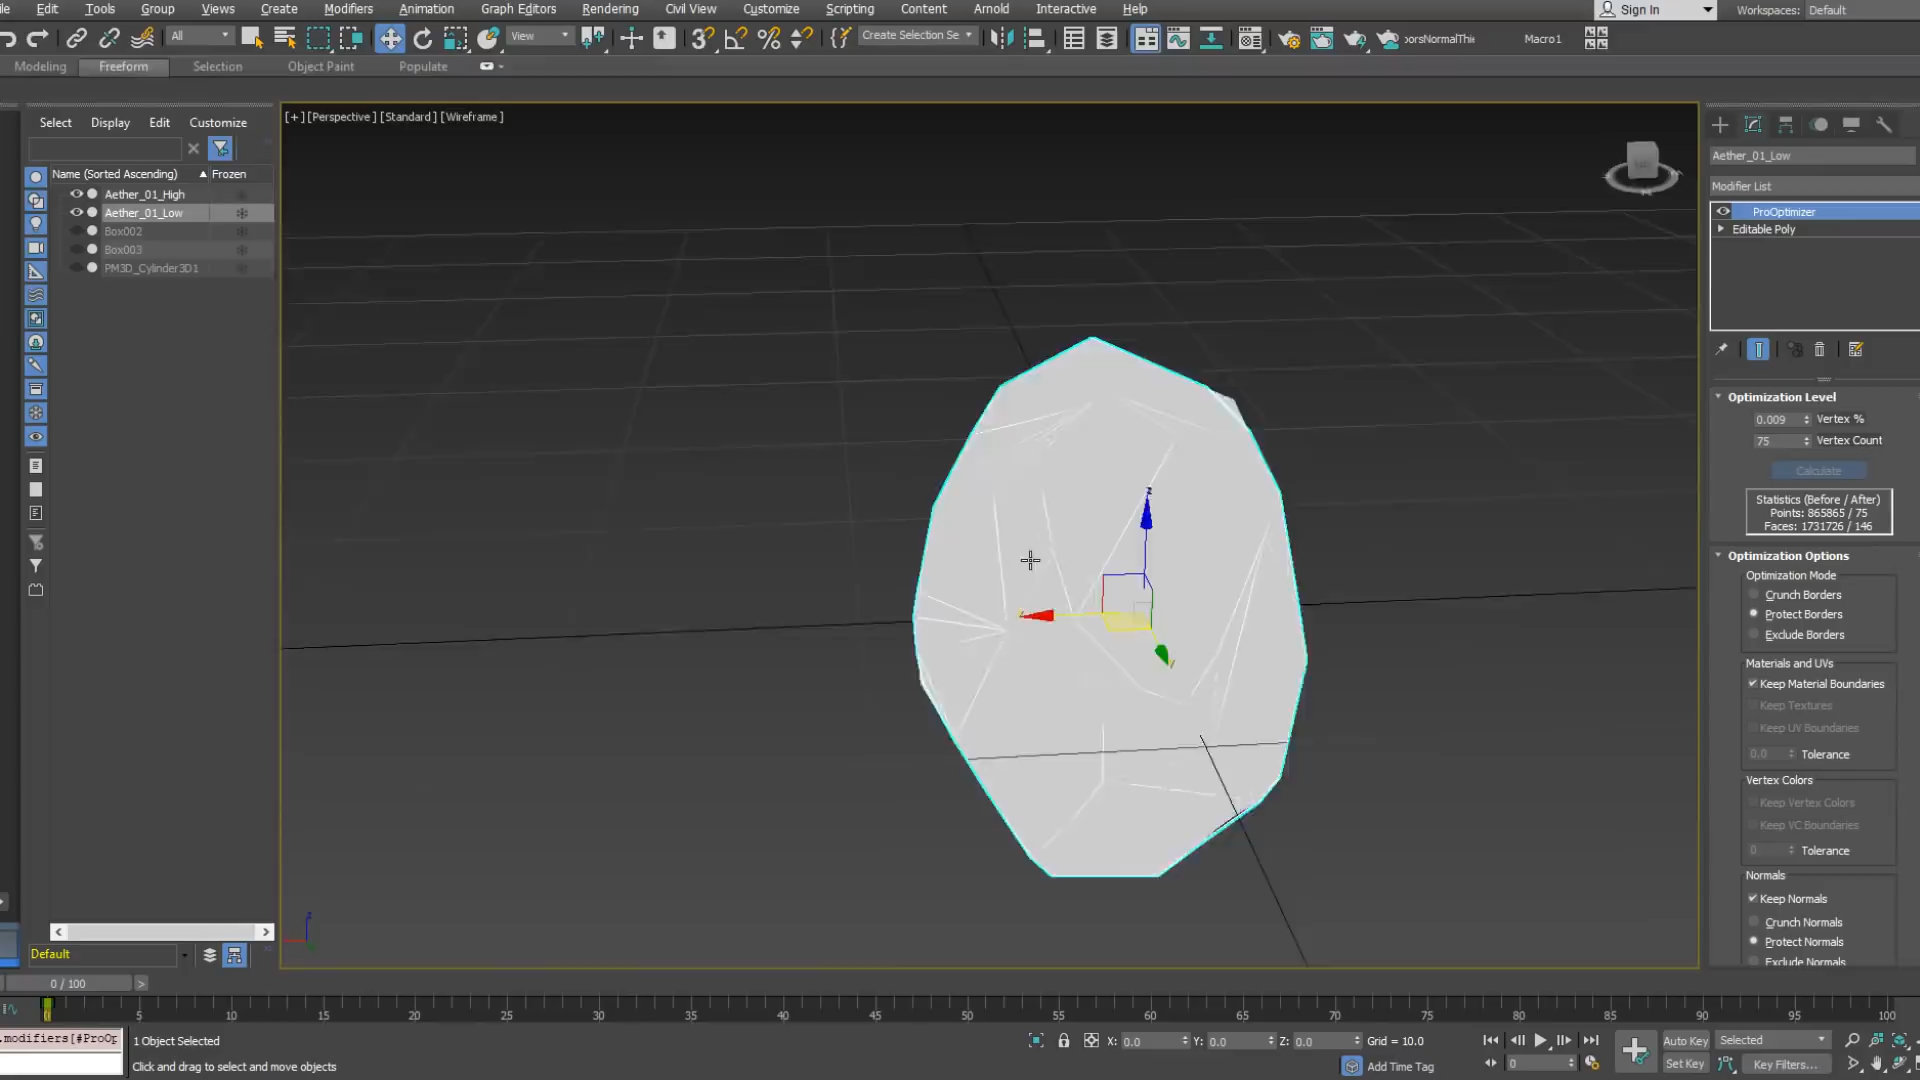 Edit Tools Group Views Create Modifiers Animation Graph Editors Rendering Civil View Customize Scripting Content Arnold Interactive Help
Sign In
Workspaces: Default
All
View
Create Selection Se
Macro1
Modeling Freeform Selection Object Paint Populate
Select Display Edit Customize
Name (Sorted Ascending) Frozen
Aether_01_High
Aether_01_Low
Box002
Box003
PM3D_Cylinder3D1
[+] [Perspective] [Standard] [Wireframe]
Aether_01_Low
Modifier List
ProOptimizer
Editable Poly
Optimization Level
0.009 Vertex %
75 Vertex Count
Calculate
Statistics (Before / After)
Points: 865865 / 75
Faces: 1731726 / 146
Optimization Options
Optimization Mode
Crunch Borders
Protect Borders
Exclude Borders
Materials and UVs
Keep Material Boundaries
Keep Textures
Keep UV Boundaries
0.0 Tolerance
Vertex Colors
Keep Vertex Colors
Keep VC Boundaries
0 Tolerance
Normals
Keep Normals
Crunch Normals
Protect Normals
Exclude Normals
Default
0 / 100
0 5 10 15 20 25 30 35 40 45 50 55 60 65 70 75 80 85 90 95 100
.modifiers[#ProOp
1 Object Selected
Click and drag to select and move objects
X: 0.0 Y: 0.0 Z: 0.0 Grid = 10.0
Add Time Tag
0
Auto Key Selected
Set Key Key Filters...